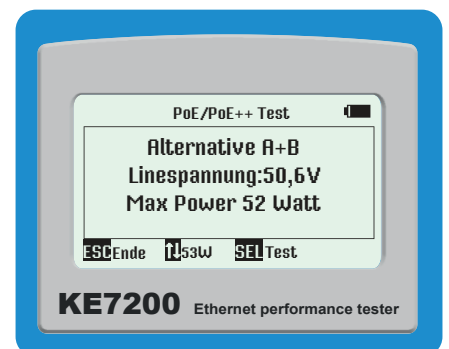 PoE/PoE++ Test
Alternative A+B
Linespannung:50,6V
Max Power 52 Watt
ESC Ende ↑↓ 53W SEL Test
KE7200 Ethernet performance tester